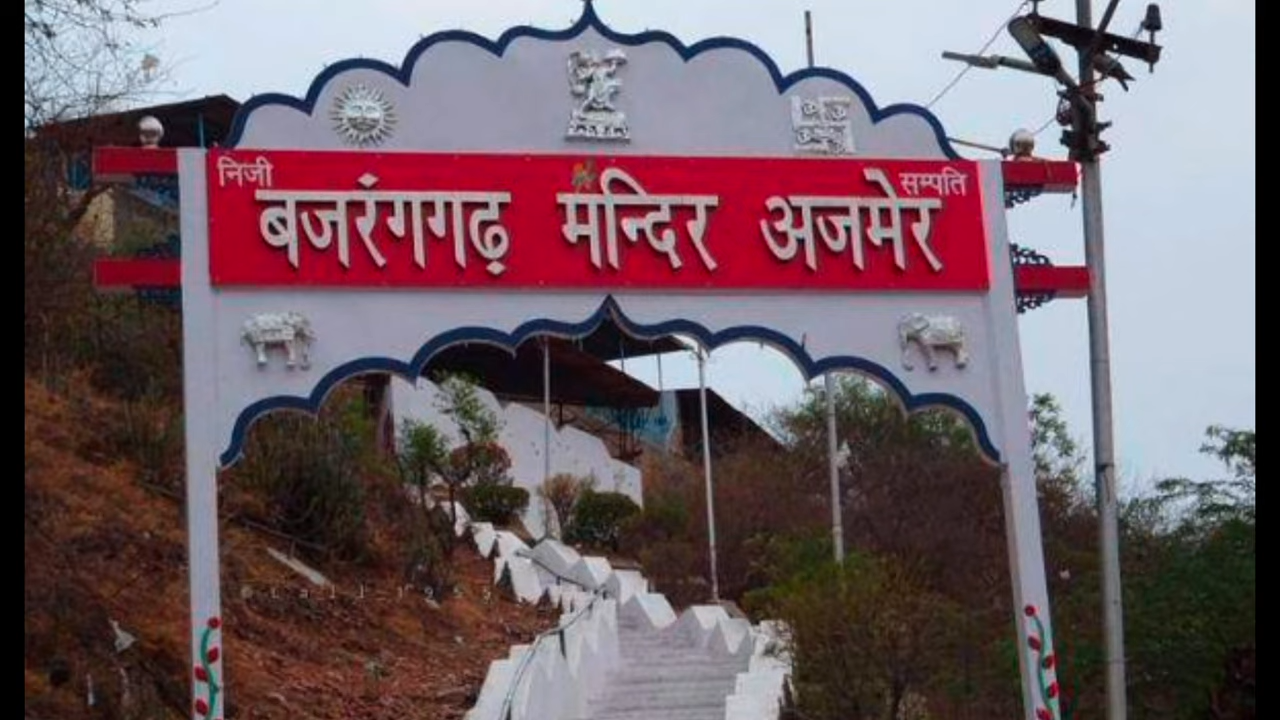 निजी सम्पति
बजरंगगढ़ मन्दिर अजमेर